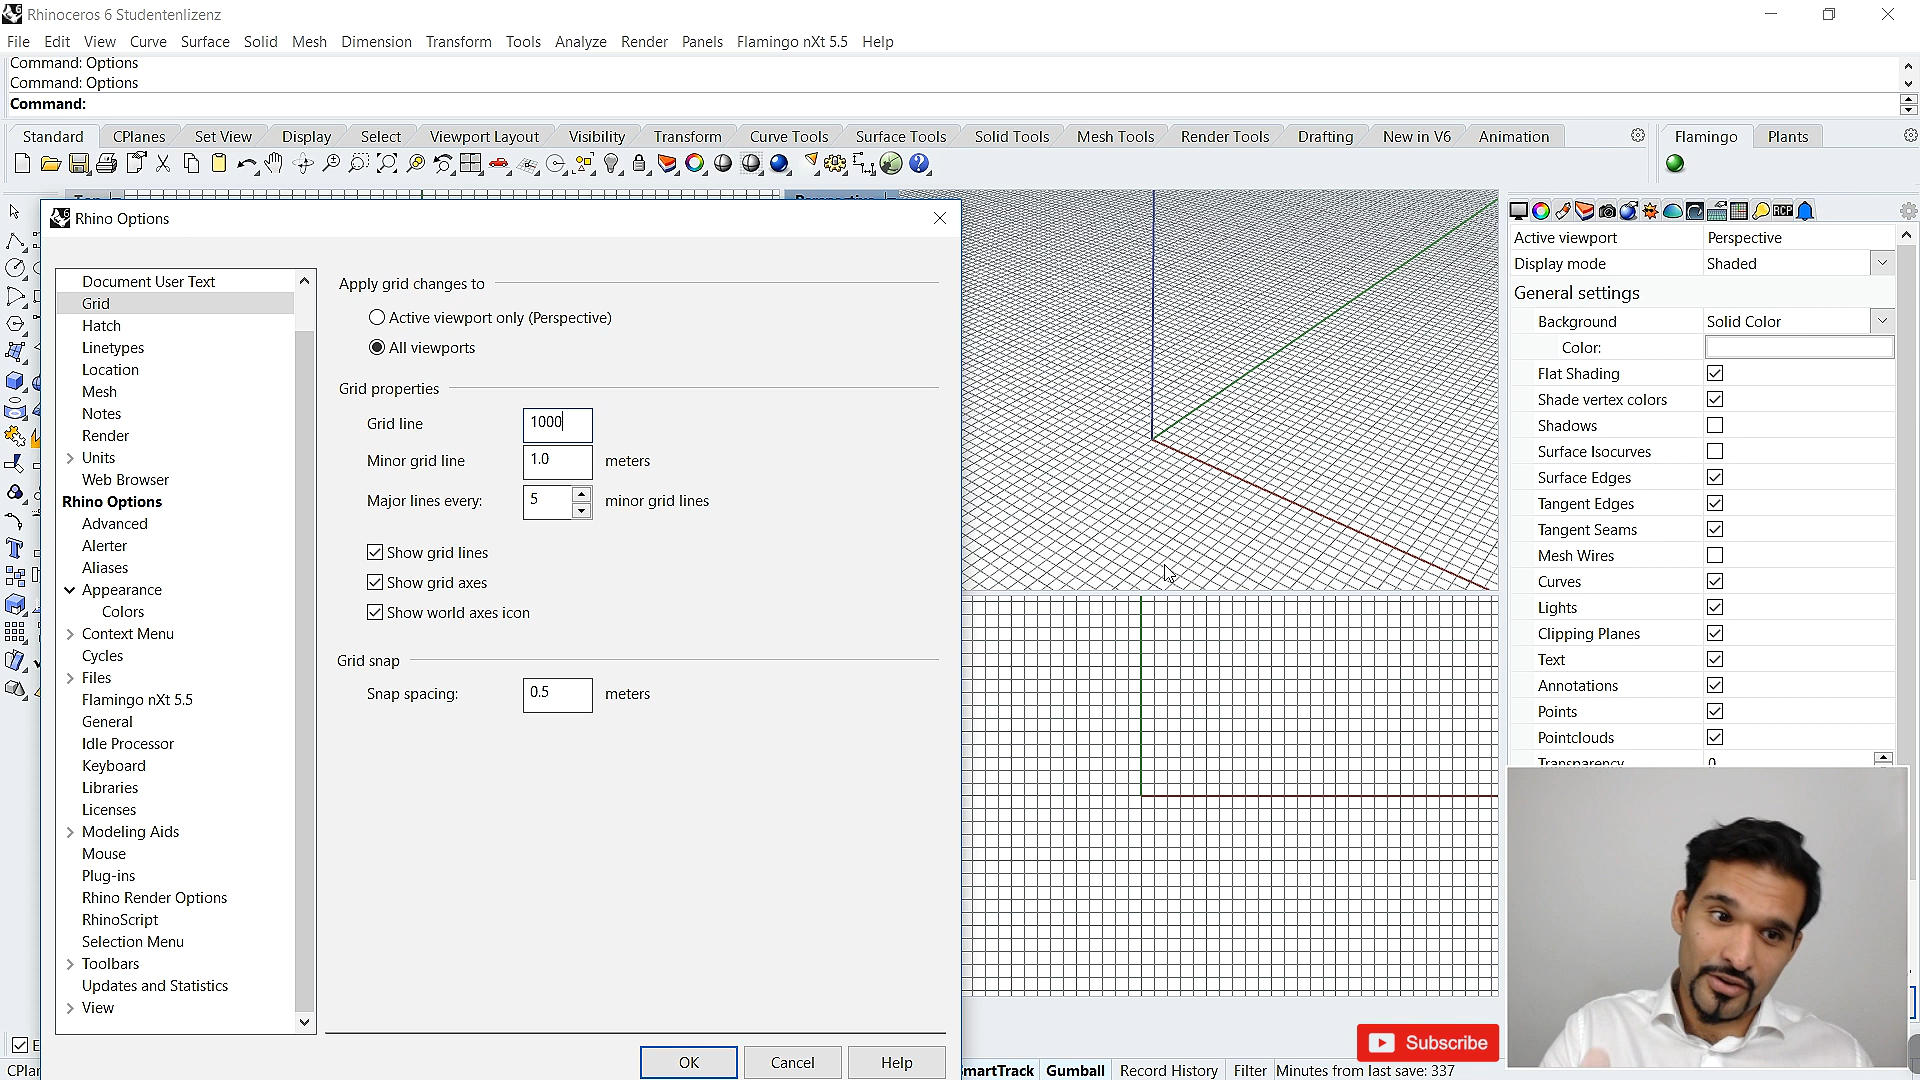 Rhinoceros 6 Studentenlizenz
File Edit View Curve Surface Solid Mesh Dimension Transform Tools Analyze Render Panels Flamingo nXt 5.5 Help
Command: Options
Command: Options
Command:
Standard CPlanes Set View Display Select Viewport Layout Visibility Transform Curve Tools Surface Tools Solid Tools Mesh Tools Render Tools Drafting New in V6 Animation Flamingo Plants
Rhino Options
Document User Text
Grid
Hatch
Linetypes
Location
Mesh
Notes
Render
Units
Web Browser
Rhino Options
Advanced
Alerter
Aliases
Appearance
Colors
Context Menu
Cycles
Files
Flamingo nXt 5.5
General
Idle Processor
Keyboard
Libraries
Licenses
Modeling Aids
Mouse
Plug-ins
Rhino Render Options
RhinoScript
Selection Menu
Toolbars
Updates and Statistics
View
Apply grid changes to
Active viewport only (Perspective)
All viewports
Grid properties
Grid line 1000
Minor grid line 1.0 meters
Major lines every: 5 minor grid lines
Show grid lines
Show grid axes
Show world axes icon
Grid snap
Snap spacing: 0.5 meters
OK Cancel Help
RCP
Active viewport Perspective
Display mode Shaded
General settings
Background Solid Color
Color:
Flat Shading
Shade vertex colors
Shadows
Surface Isocurves
Surface Edges
Tangent Edges
Tangent Seams
Mesh Wires
Curves
Lights
Clipping Planes
Text
Annotations
Points
Pointclouds
Transparency 0
Subscribe
SmartTrack Gumball Record History Filter Minutes from last save: 337